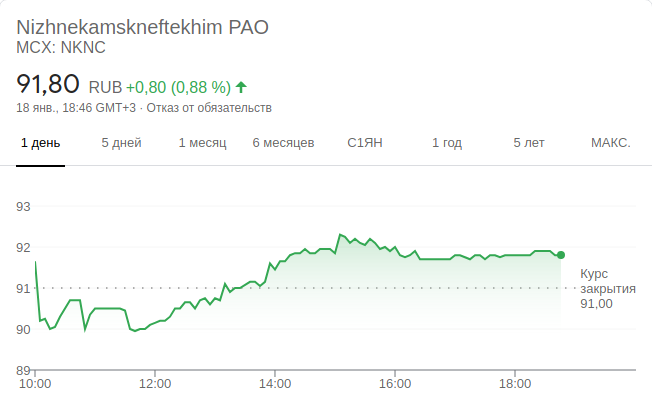 Nizhnekamskneftekhim PAO
MCX: NKNC
91,80 RUB +0,80 (0,88 %)
18 янв., 18:46 GMT+3 · Отказ от обязательств
1 день 5 дней 1 месяц 6 месяцев С1ЯН 1 год 5 лет МАКС.
93
92
91
90
89
Курс
закрытия
91,00
10:00 12:00 14:00 16:00 18:00